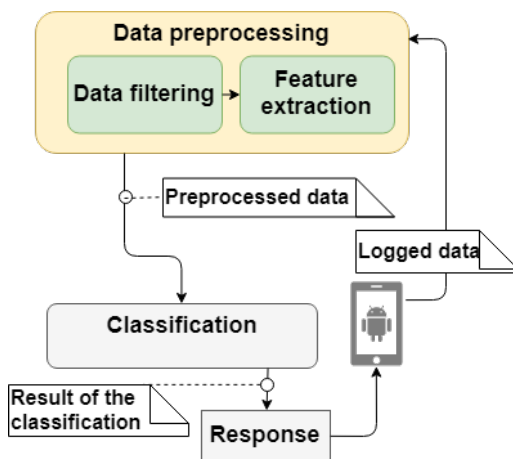 Data preprocessing
Data filtering
Feature
extraction
Preprocessed data
Logged data
Classification
Result of the
classification
Response